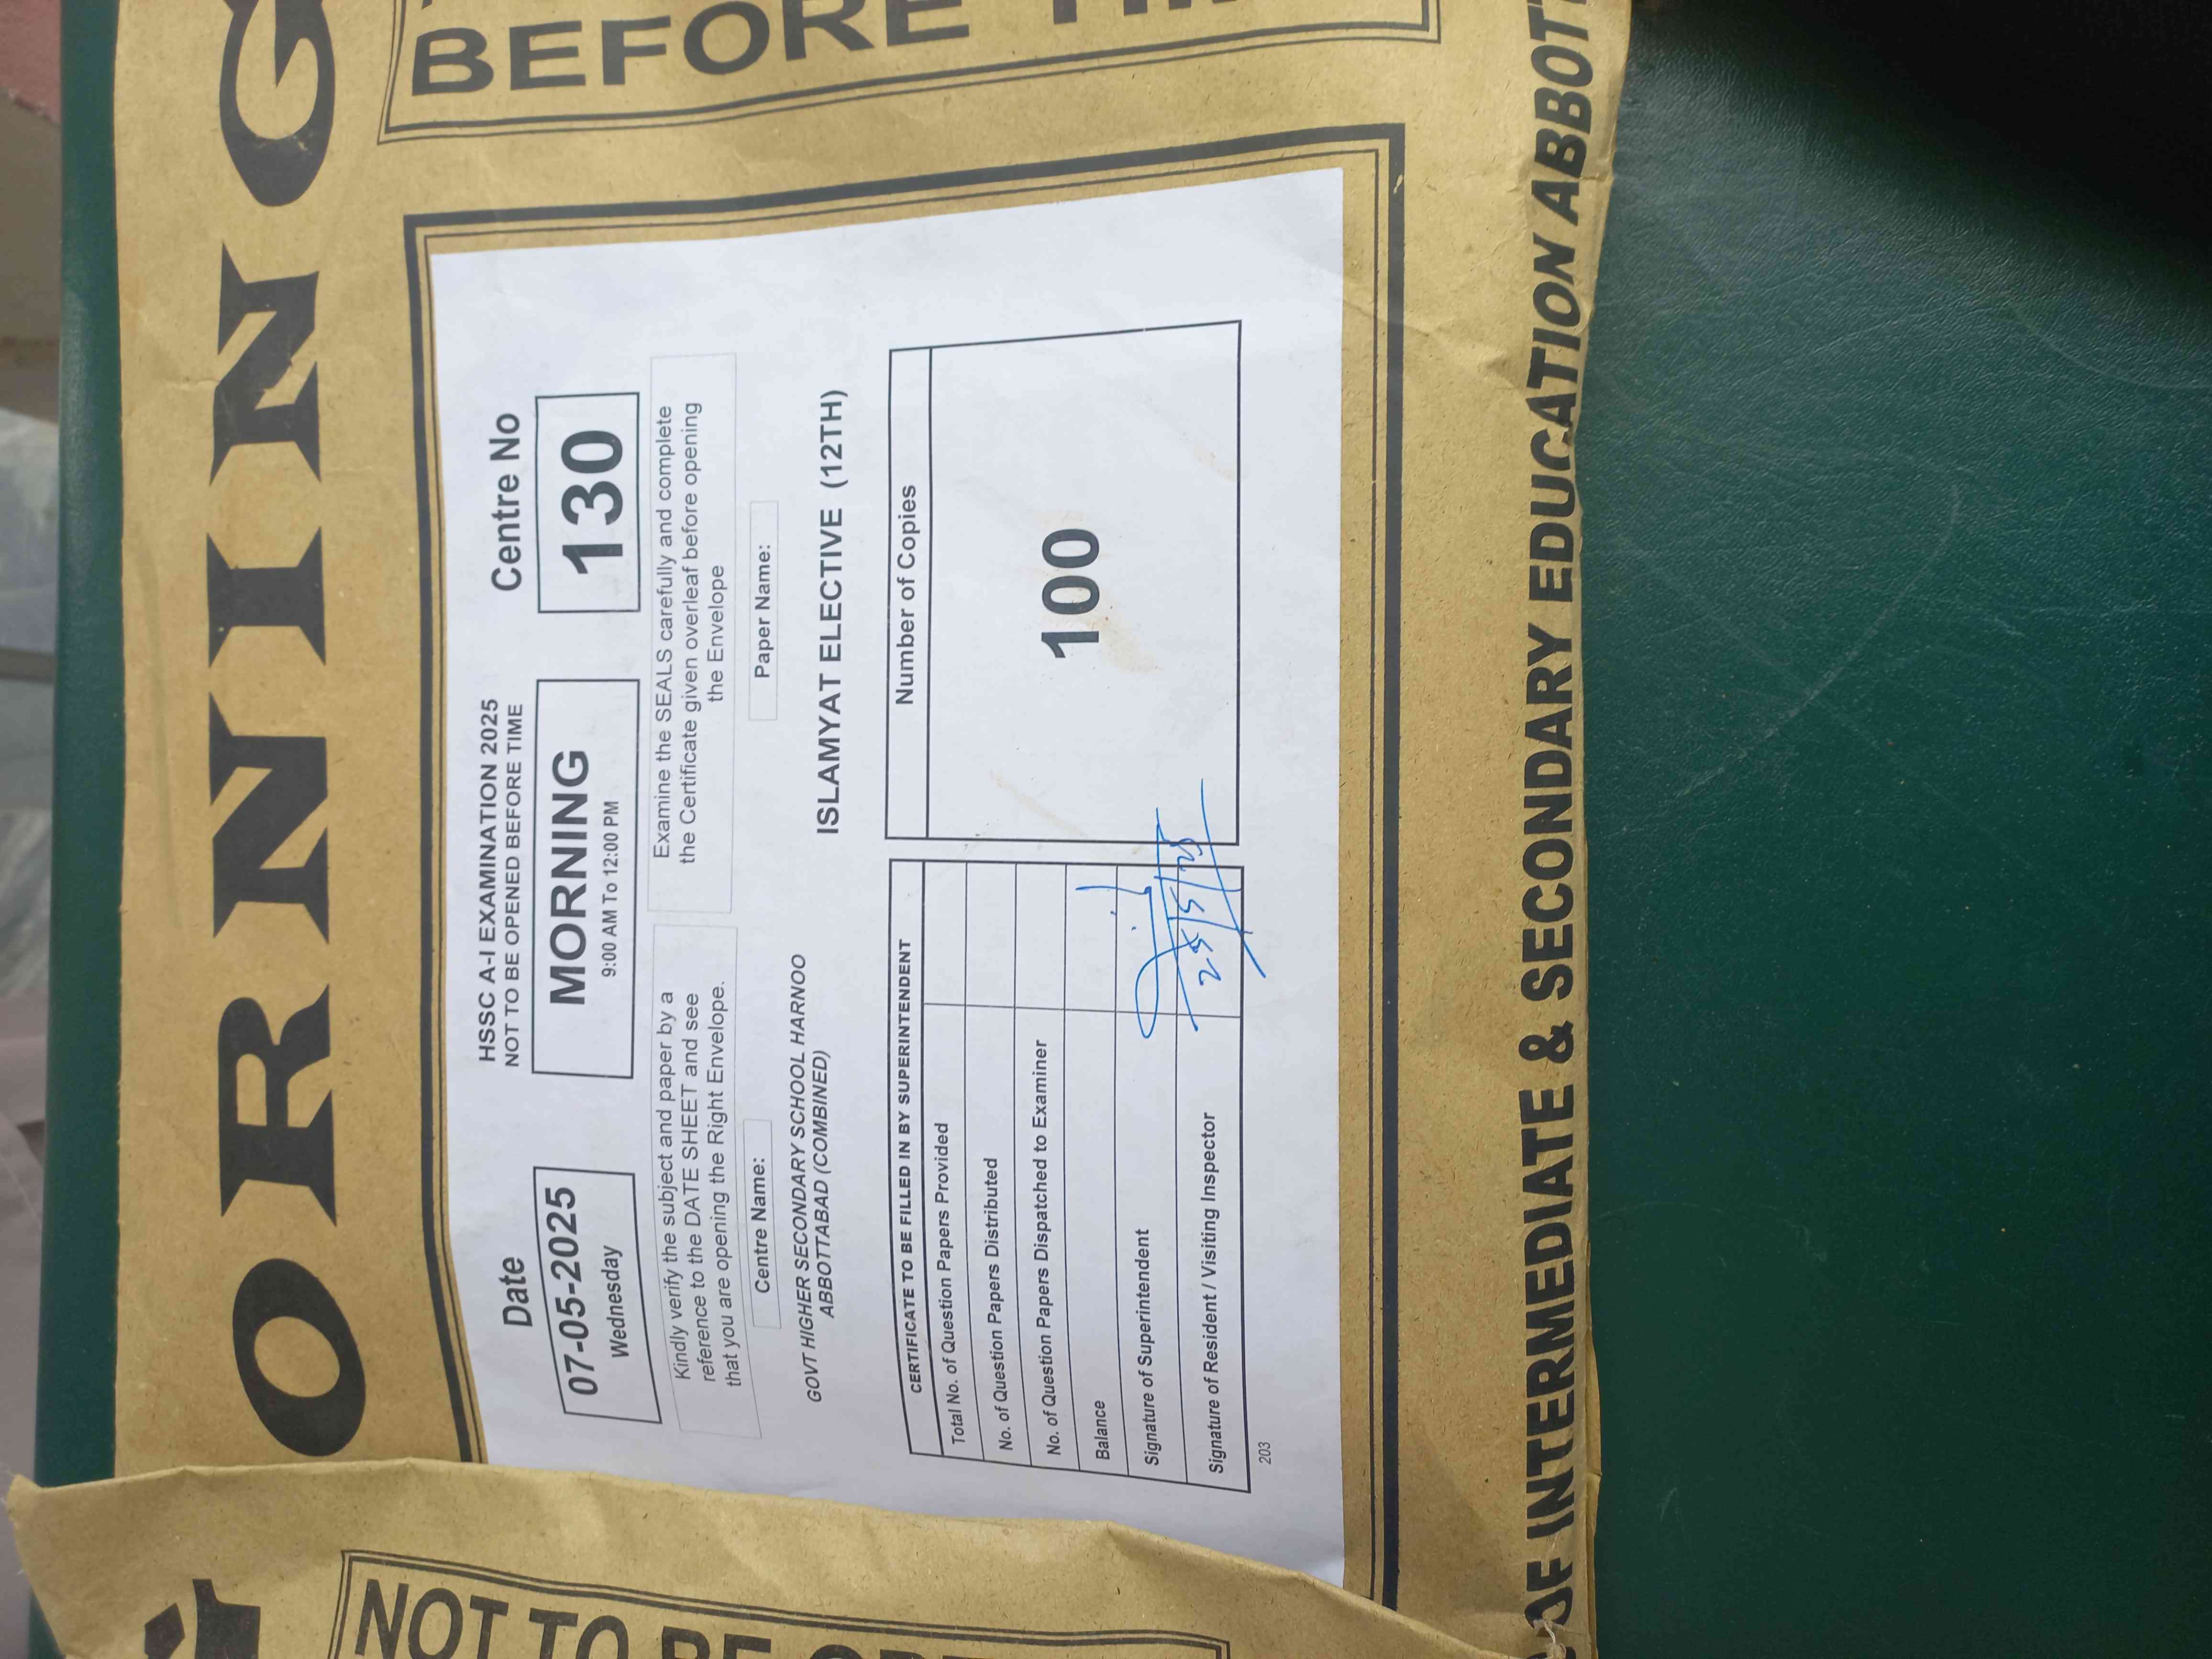 MORNING
NOT TO BE
BEFORE
HSSC A-I EXAMINATION 2025
NOT TO BE OPENED BEFORE TIME
Date
07-05-2025
Wednesday
MORNING
9:00 AM To 12:00 PM
Centre No
130
Kindly verify the subject and paper by a
reference to the DATE SHEET and see
that you are opening the Right Envelope.
Examine the SEALS carefully and complete
the Certificate given overleaf before opening
the Envelope
Centre Name:
GOVT HIGHER SECONDARY SCHOOL HARNOO
ABBOTTABAD (COMBINED)
Paper Name:
ISLAMYAT ELECTIVE (12TH)
CERTIFICATE TO BE FILLED IN BY SUPERINTENDENT
Total No. of Question Papers Provided
No. of Question Papers Distributed
No. of Question Papers Dispatched to Examiner
Balance
Signature of Superintendent
Signature of Resident / Visiting Inspector
Number of Copies
100
203
OF INTERMEDIATE & SECONDARY EDUCATION ABBOTT